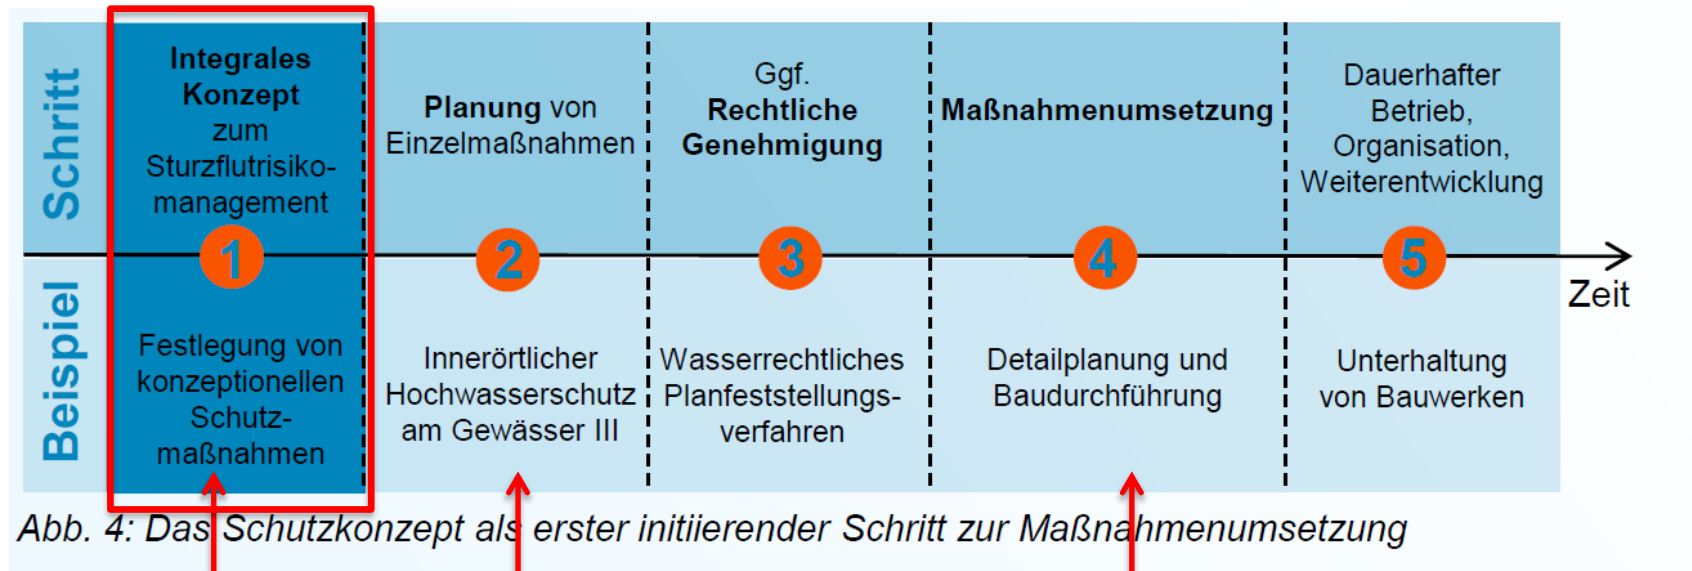 Schritt
Integrales
Konzept
zum
Sturzflutrisiko-
management
Planung von
Einzelmaßnahmen
Ggf.
Rechtliche
Genehmigung
Maßnahmenumsetzung
Dauerhafter
Betrieb,
Organisation,
Weiterentwicklung
1
2
3
4
5
Zeit
Beispiel
Festlegung von
konzeptionellen
Schutz-
maßnahmen
Innerörtlicher
Hochwasserschutz
am Gewässer III
Wasserrechtliches
Planfeststellungs-
verfahren
Detailplanung und
Baudurchführung
Unterhaltung
von Bauwerken
Abb. 4: Das Schutzkonzept als erster initiierender Schritt zur Maßnahmenumsetzung